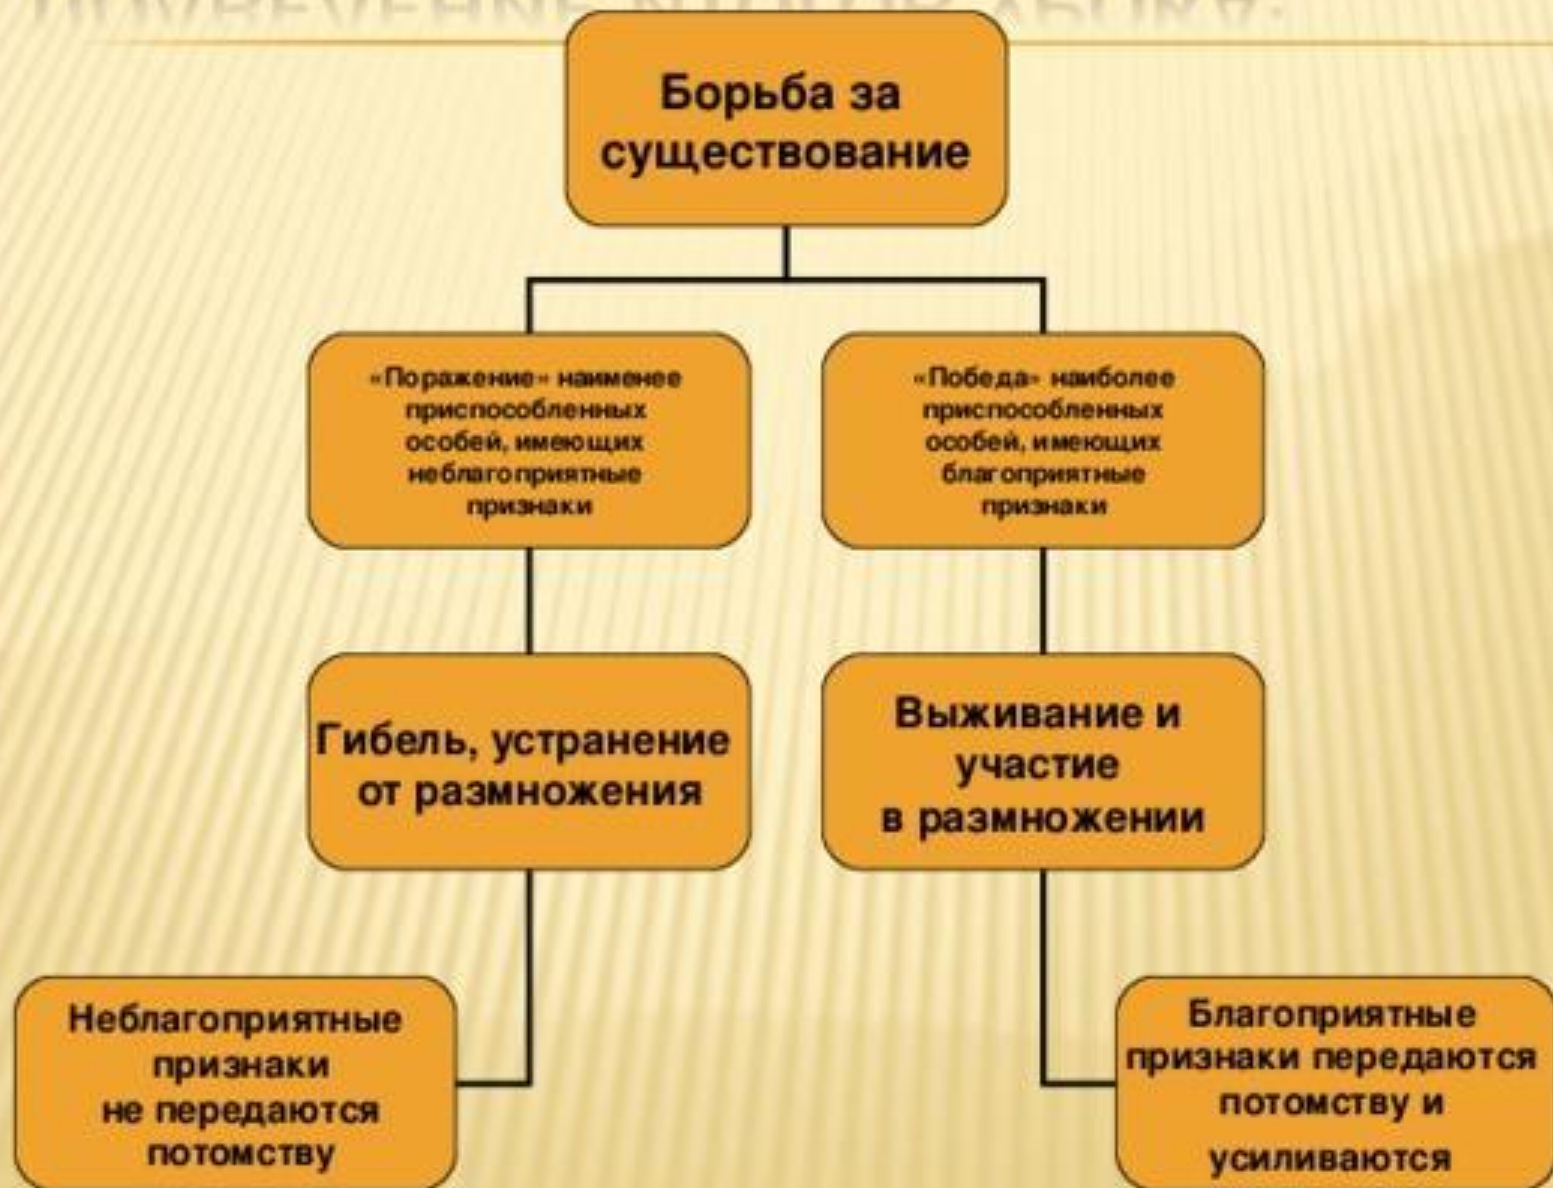 Борьба за
существование
«Поражение» наименее
приспособленных
особей, имеющих
неблагоприятные
признаки
«Победа» наиболее
приспособленных
особей, имеющих
благоприятные
признаки
Гибель, устранение
от размножения
Выживание и
участие
в размножении
Неблагоприятные
признаки
не передаются
потомству
Благоприятные
признаки передаются
потомству и
усиливаются